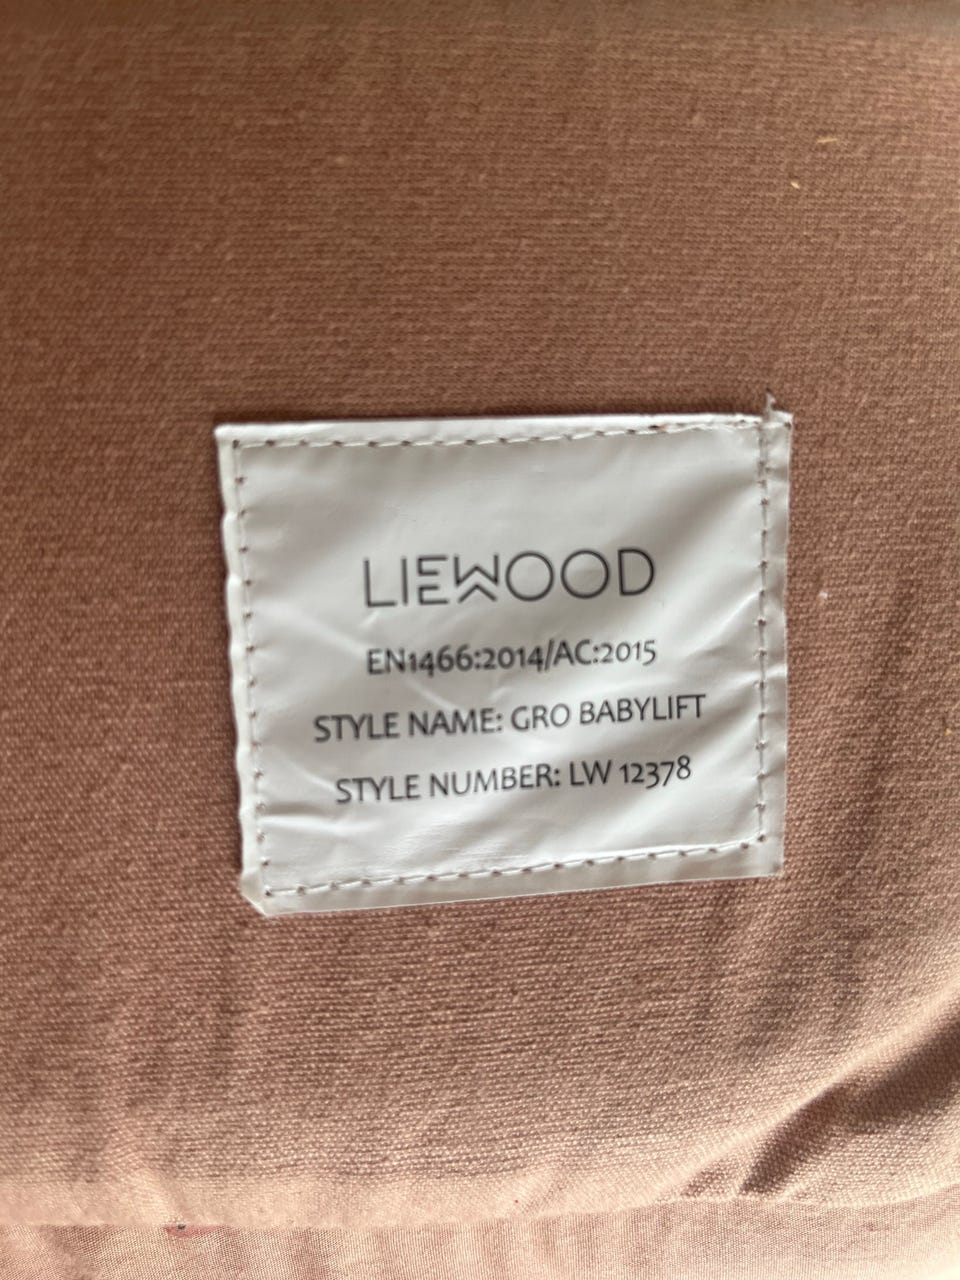 LIEWOOD
EN1466:2014/AC:2015
STYLE NAME: GRO BABYLIFT
STYLE NUMBER: LW 12378